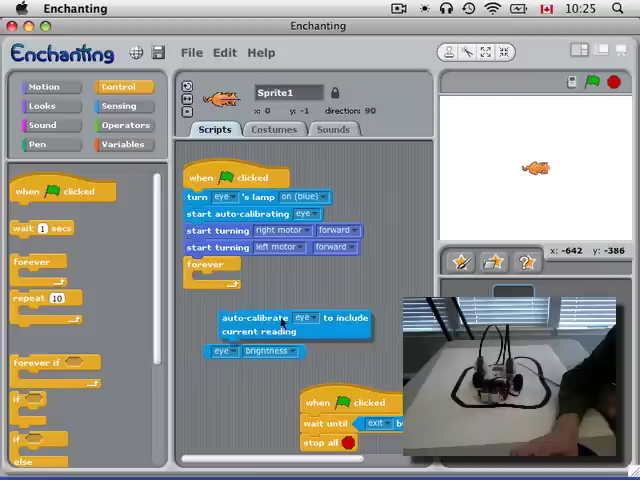 10:25
Enchanting
Enchanting
File Edit Help
Motion Control
Looks Sensing
Sound Operators
Pen Variables
Sprite1
x: 0 y: -1 direction: 90
Scripts Costumes Sounds
when clicked
wait 1 secs
forever
repeat 10
forever if
if
if
else
when clicked
turn eye 's lamp on (blue)
start auto-calibrating eye
start turning right motor forward
start turning left motor forward
forever
auto-calibrate eye to include
current reading
eye brightness
when clicked
wait until exit bu
stop all
x: -642 y: -386